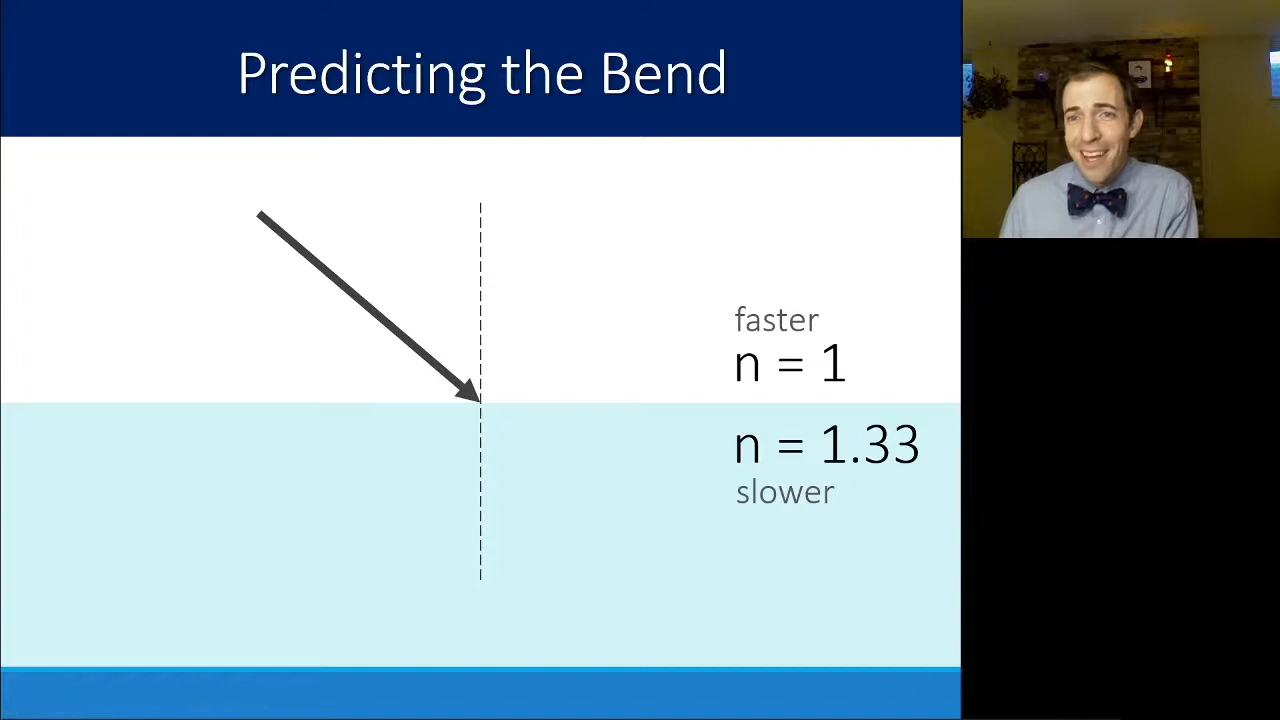 Predicting the Bend
faster
n = 1
n = 1.33
slower